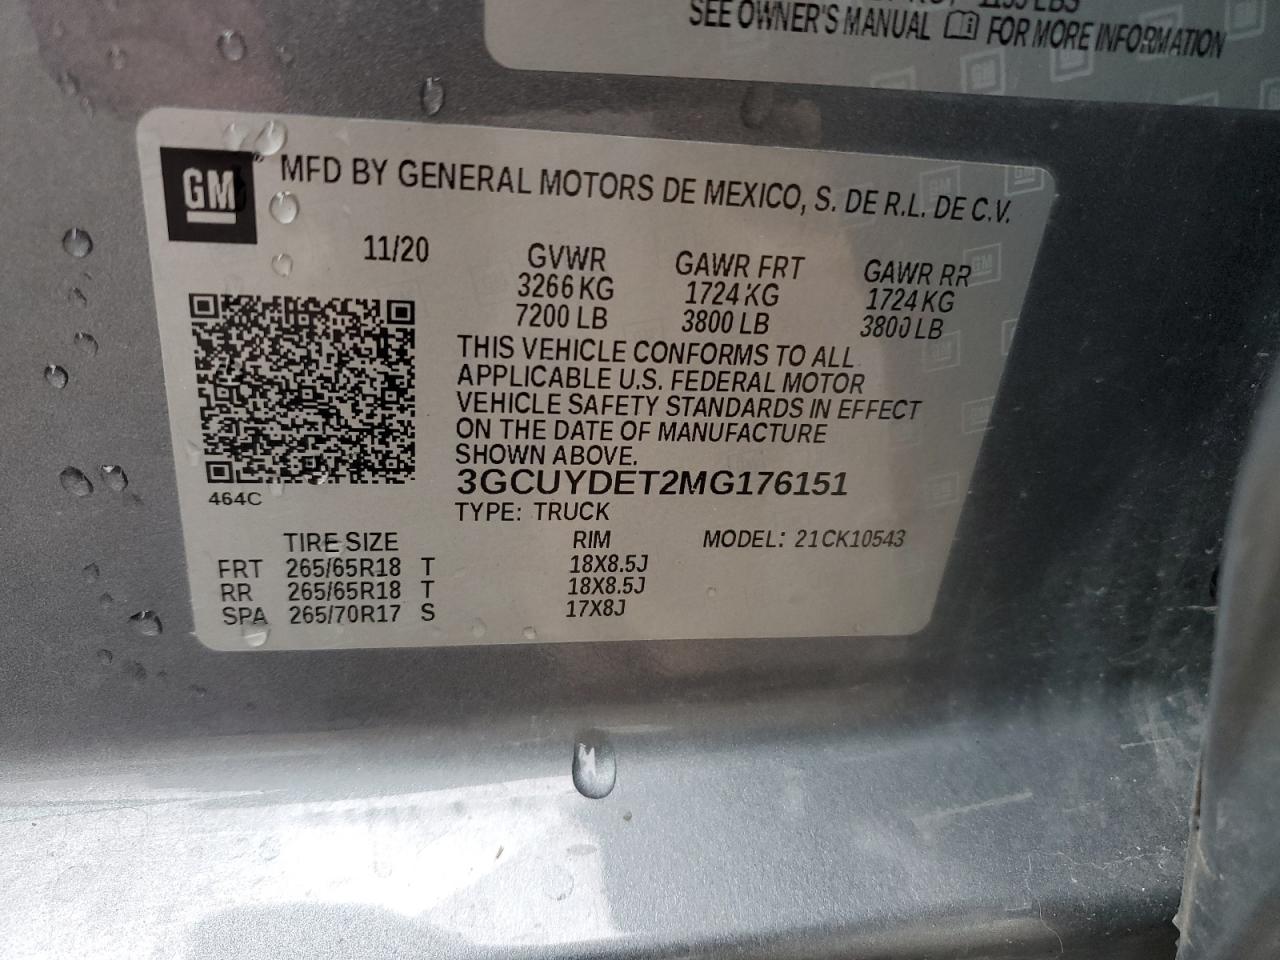 1133 LBS
SEE OWNER'S MANUAL FOR MORE INFORMATION
GM
MFD BY GENERAL MOTORS DE MEXICO, S. DE R.L. DE C.V.
11/20
GVWR GAWR FRT GAWR RR
3266 KG 1724 KG 1724 KG
7200 LB 3800 LB 3800 LB
THIS VEHICLE CONFORMS TO ALL
APPLICABLE U.S. FEDERAL MOTOR
VEHICLE SAFETY STANDARDS IN EFFECT
ON THE DATE OF MANUFACTURE
SHOWN ABOVE.
464C
3GCUYDET2MG176151
TYPE: TRUCK
TIRE SIZE RIM MODEL: 21CK10543
FRT 265/65R18 T 18X8.5J
RR 265/65R18 T 18X8.5J
SPA 265/70R17 S 17X8J